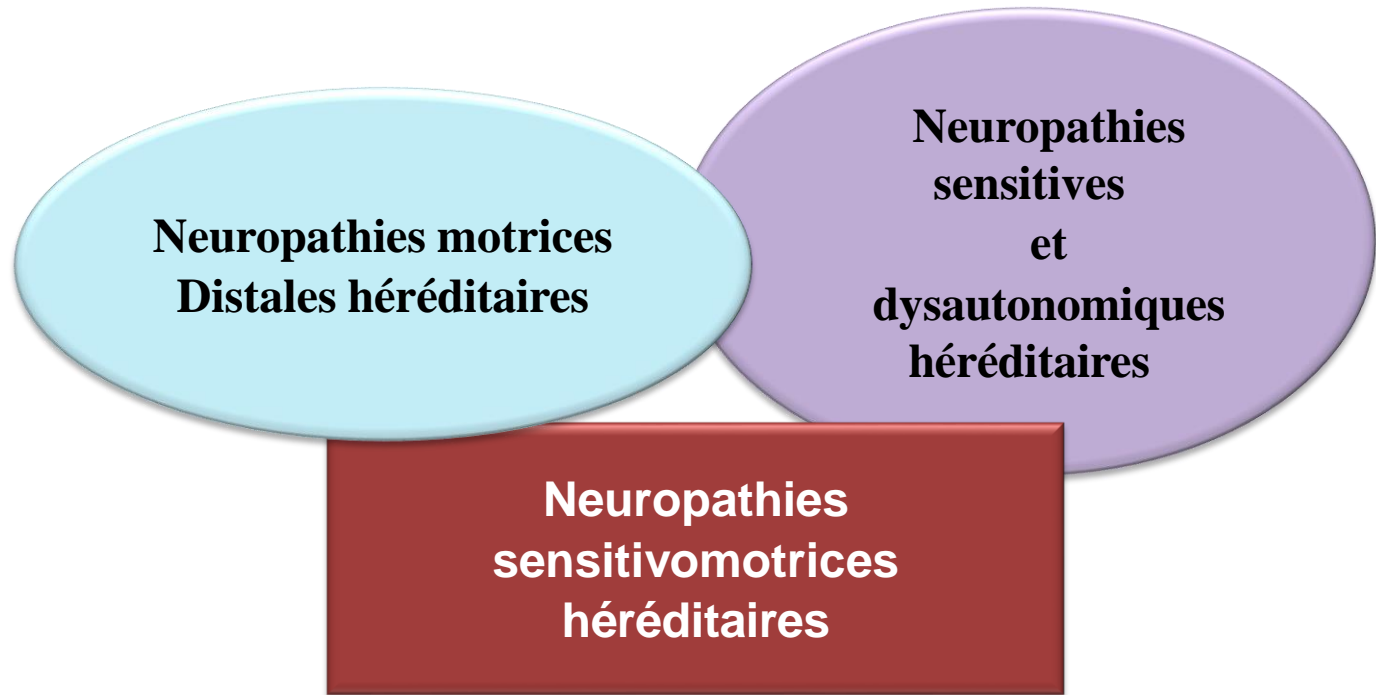 Neuropathies motrices
Distales héréditaires
Neuropathies
sensitives
et
dysautonomiques
héréditaires
Neuropathies
sensitivomotrices
héréditaires